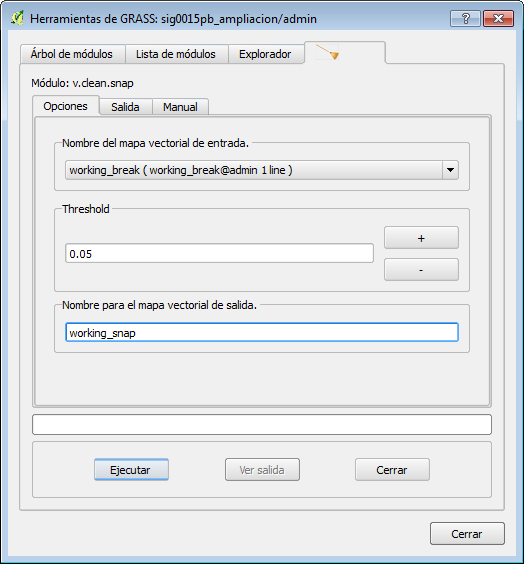 Herramientas de GRASS: sig0015pb_ampliacion/admin
Árbol de módulos
Lista de módulos
Explorador
Módulo: v.clean.snap
Opciones
Salida
Manual
Nombre del mapa vectorial de entrada.
working_break ( working_break@admin 1 line )
Threshold
0.05
+
-
Nombre para el mapa vectorial de salida.
working_snap
Ejecutar
Ver salida
Cerrar
Cerrar